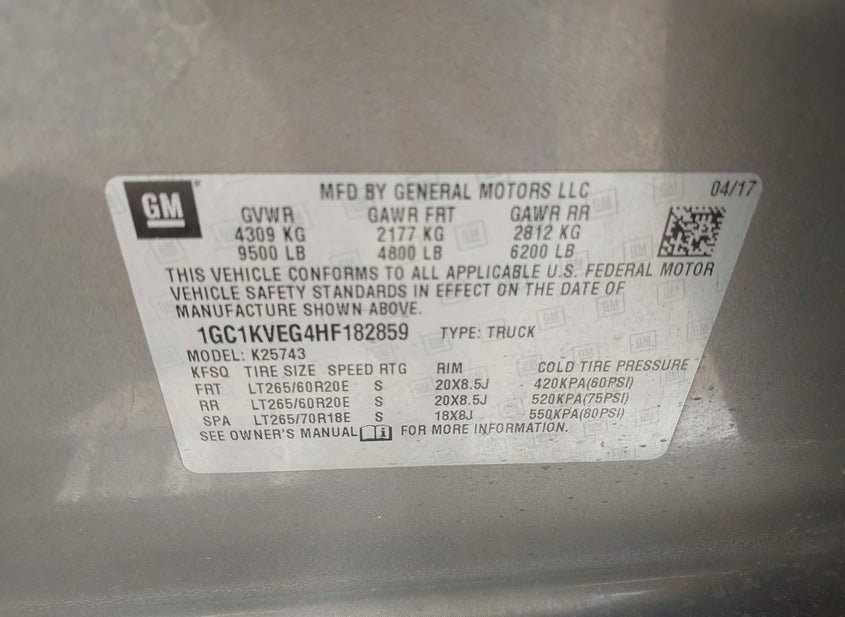 GM MFD BY GENERAL MOTORS LLC 04/17
GVWR GAWR FRT GAWR RR
4309 KG 2177 KG 2812 KG
9500 LB 4800 LB 6200 LB
THIS VEHICLE CONFORMS TO ALL APPLICABLE U.S. FEDERAL MOTOR
VEHICLE SAFETY STANDARDS IN EFFECT ON THE DATE OF
MANUFACTURE SHOWN ABOVE.
1GC1KVEG4HF182859 TYPE: TRUCK
MODEL: K25743
KFSQ TIRE SIZE SPEED RTG RIM COLD TIRE PRESSURE
FRT LT265/60R20E S 20X8.5J 420KPA(60PSI)
RR LT265/60R20E S 20X8.5J 520KPA(75PSI)
SPA LT265/70R18E S 18X8J 550KPA(80PSI)
SEE OWNER'S MANUAL FOR MORE INFORMATION.